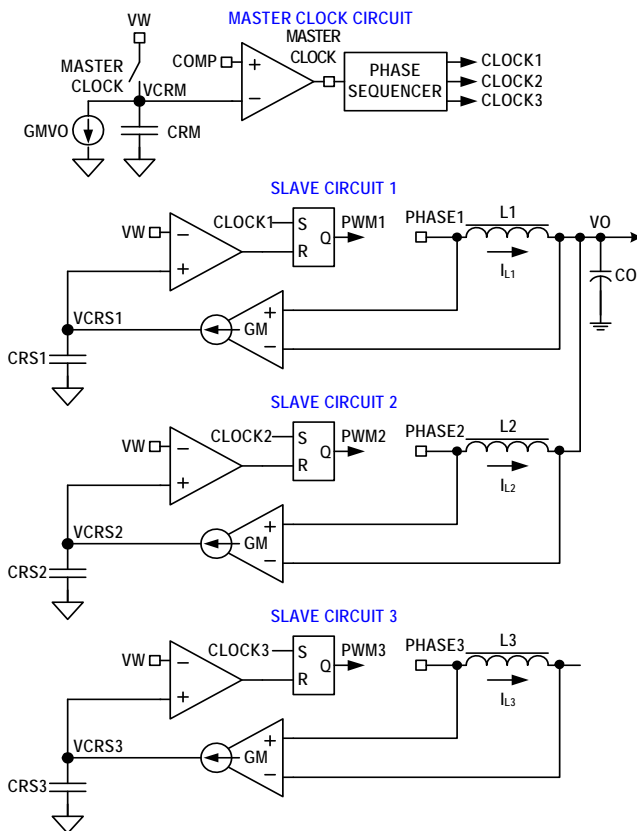 MASTER CLOCK CIRCUIT
VW
MASTER
CLOCK
MASTER
CLOCK
COMP
VCRM
GMVO
CRM
+
−
PHASE
SEQUENCER
CLOCK1
CLOCK2
CLOCK3
SLAVE CIRCUIT 1
VW
−
+
CLOCK1
S
R
Q
PWM1
PHASE1
L1
IL1
VO
CO
VCRS1
GM
+
−
CRS1
SLAVE CIRCUIT 2
VW
−
+
CLOCK2
S
R
Q
PWM2
PHASE2
L2
IL2
VCRS2
GM
+
−
CRS2
SLAVE CIRCUIT 3
VW
−
+
CLOCK3
S
R
Q
PWM3
PHASE3
L3
IL3
VCRS3
GM
+
−
CRS3